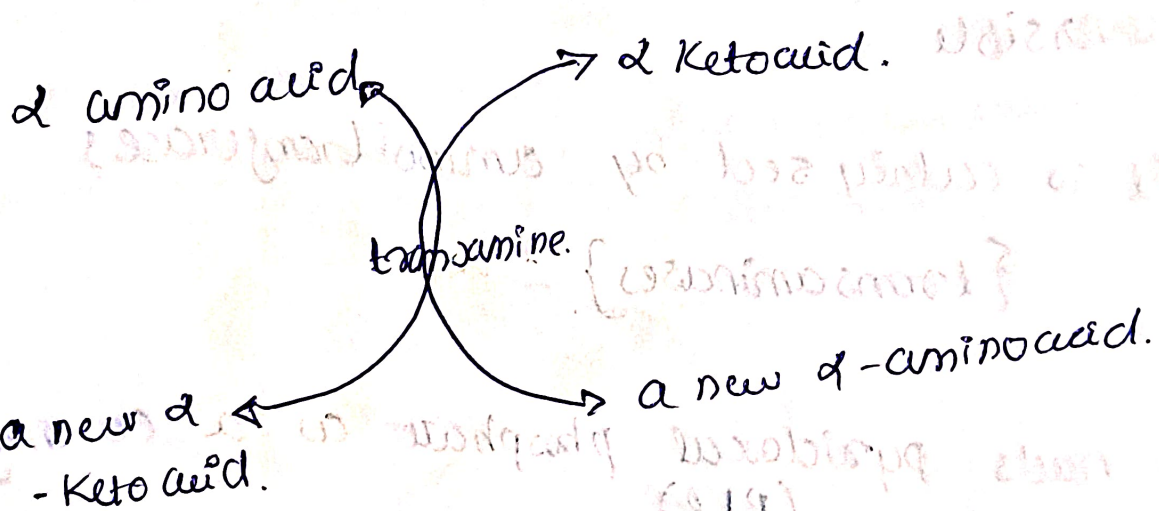 α amino acid
α Ketoacid.
transamine.
a new α
- Keto acid.
a new α-aminoacid.